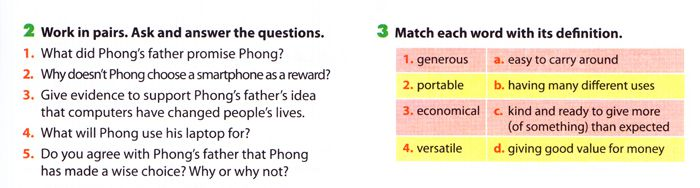 2 Work in pairs. Ask and answer the questions.
1. What did Phong's father promise Phong?
2. Why doesn't Phong choose a smartphone as a reward?
3. Give evidence to support Phong's father's idea
that computers have changed people's lives.
4. What will Phong use his laptop for?
5. Do you agree with Phong's father that Phong
has made a wise choice? Why or why not?
3 Match each word with its definition.
1. generous a. easy to carry around
2. portable b. having many different uses
3. economical c. kind and ready to give more
(of something) than expected
4. versatile d. giving good value for money